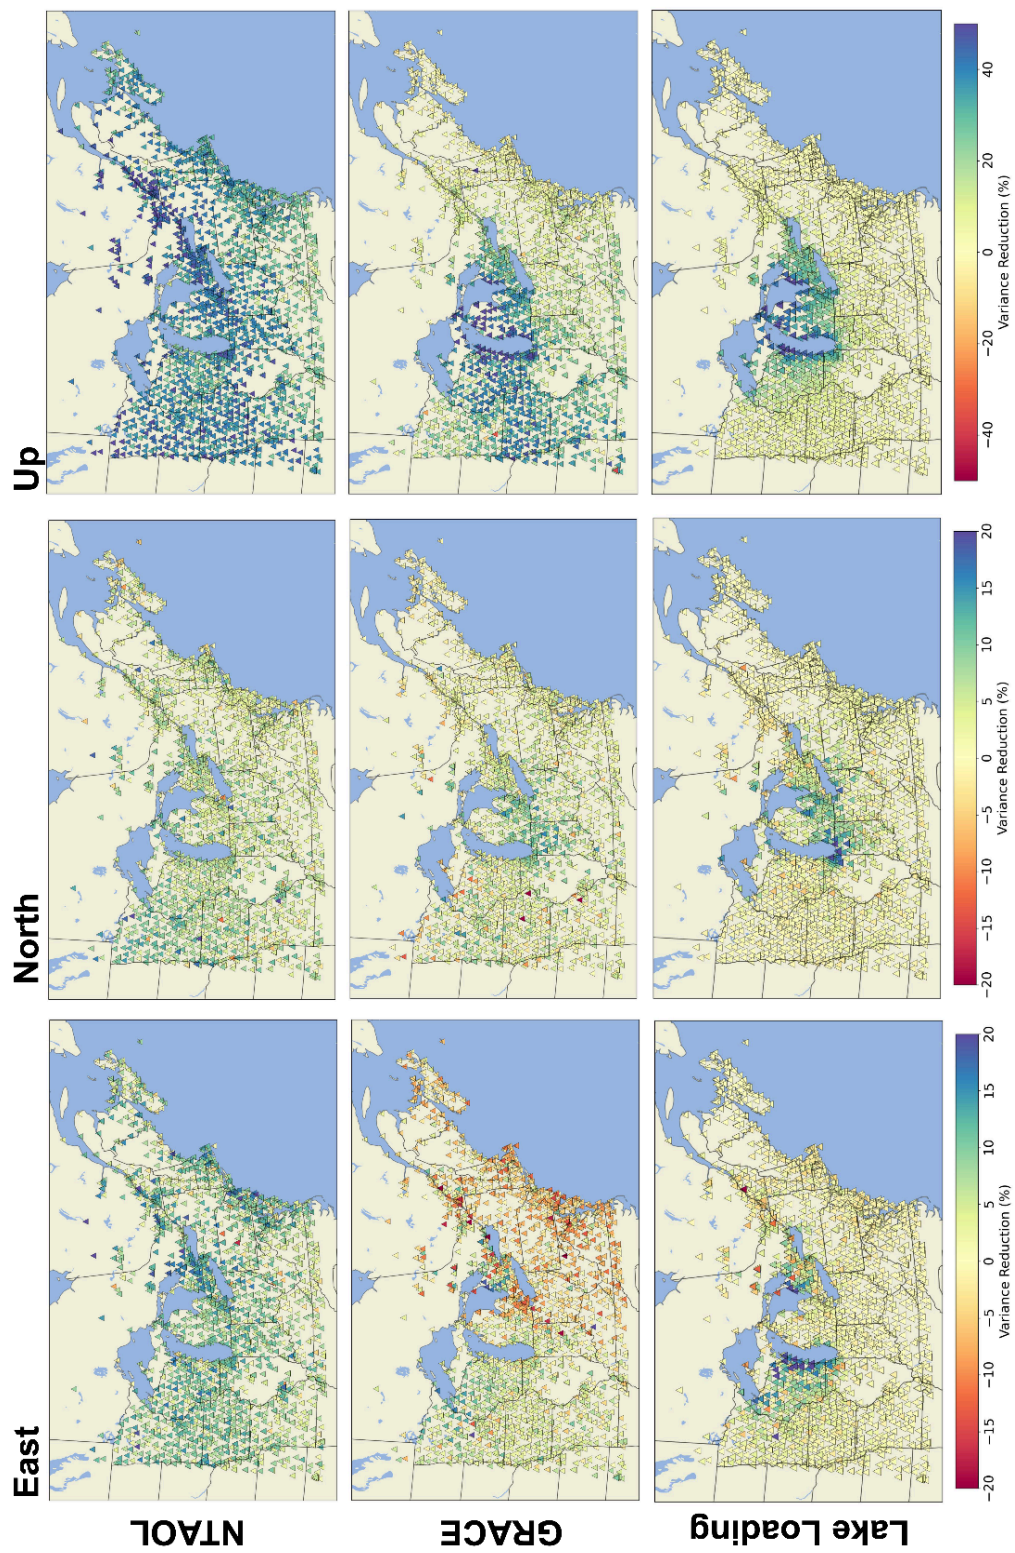 Up
North
East
NTAOL
GRACE
Lake Loading
40
20
0
−20
−40
Variance Reduction (%)
20
15
10
5
0
−5
−10
−15
−20
Variance Reduction (%)
20
15
10
5
0
−5
−10
−15
−20
Variance Reduction (%)